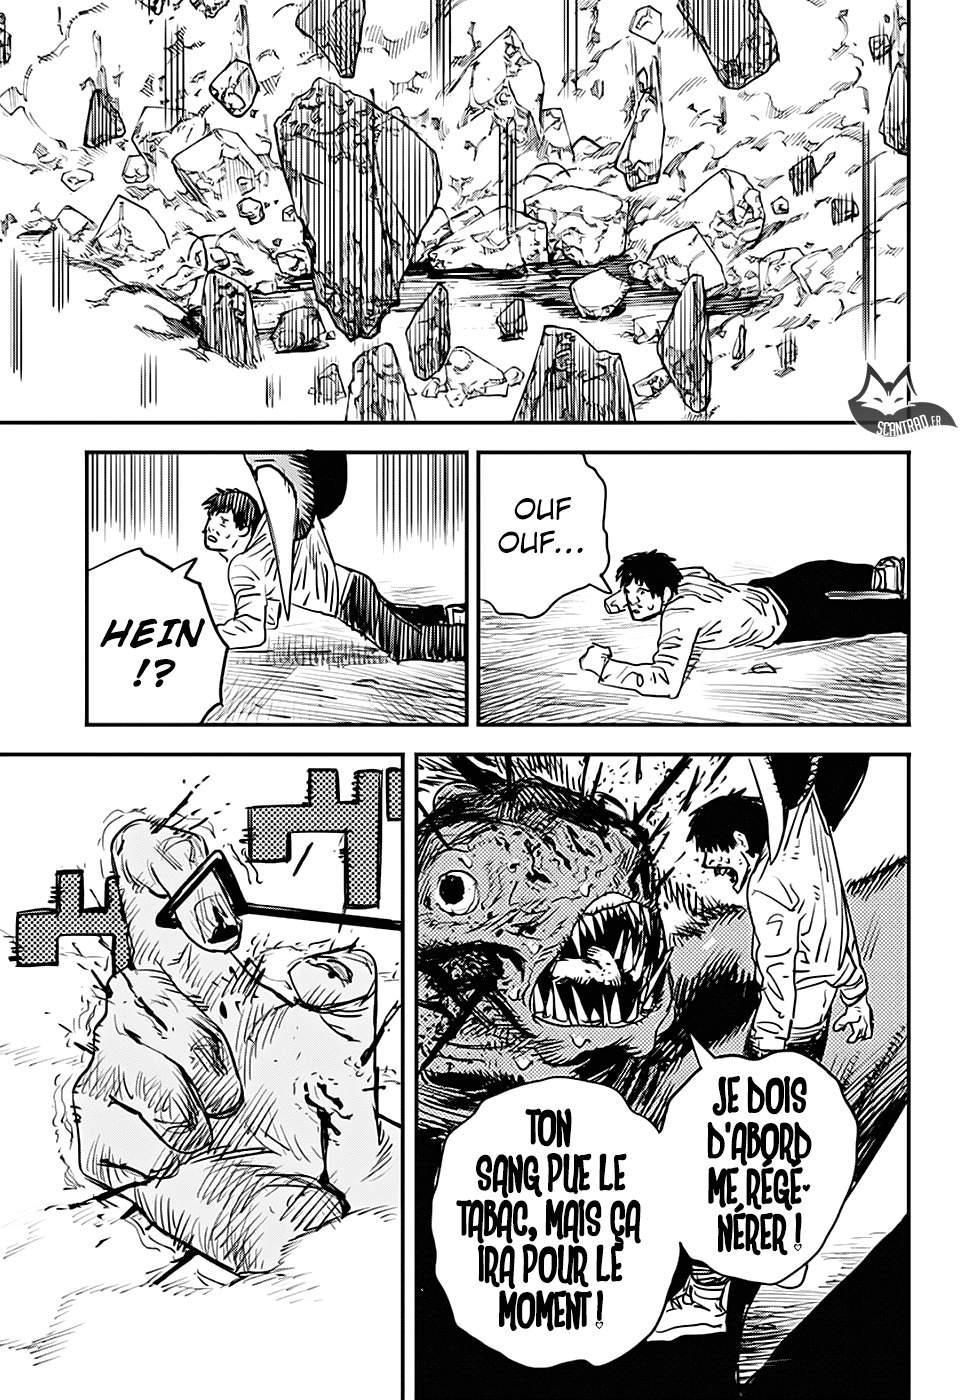 SCANTRAD.FR
OUF
OUF...
HEIN
!?
JE DOIS
D'ABORD
ME RÉGÉ-
NÉRER !
TON
SANG PUE LE
TABAC, MAIS ÇA
IRA POUR LE
MOMENT !